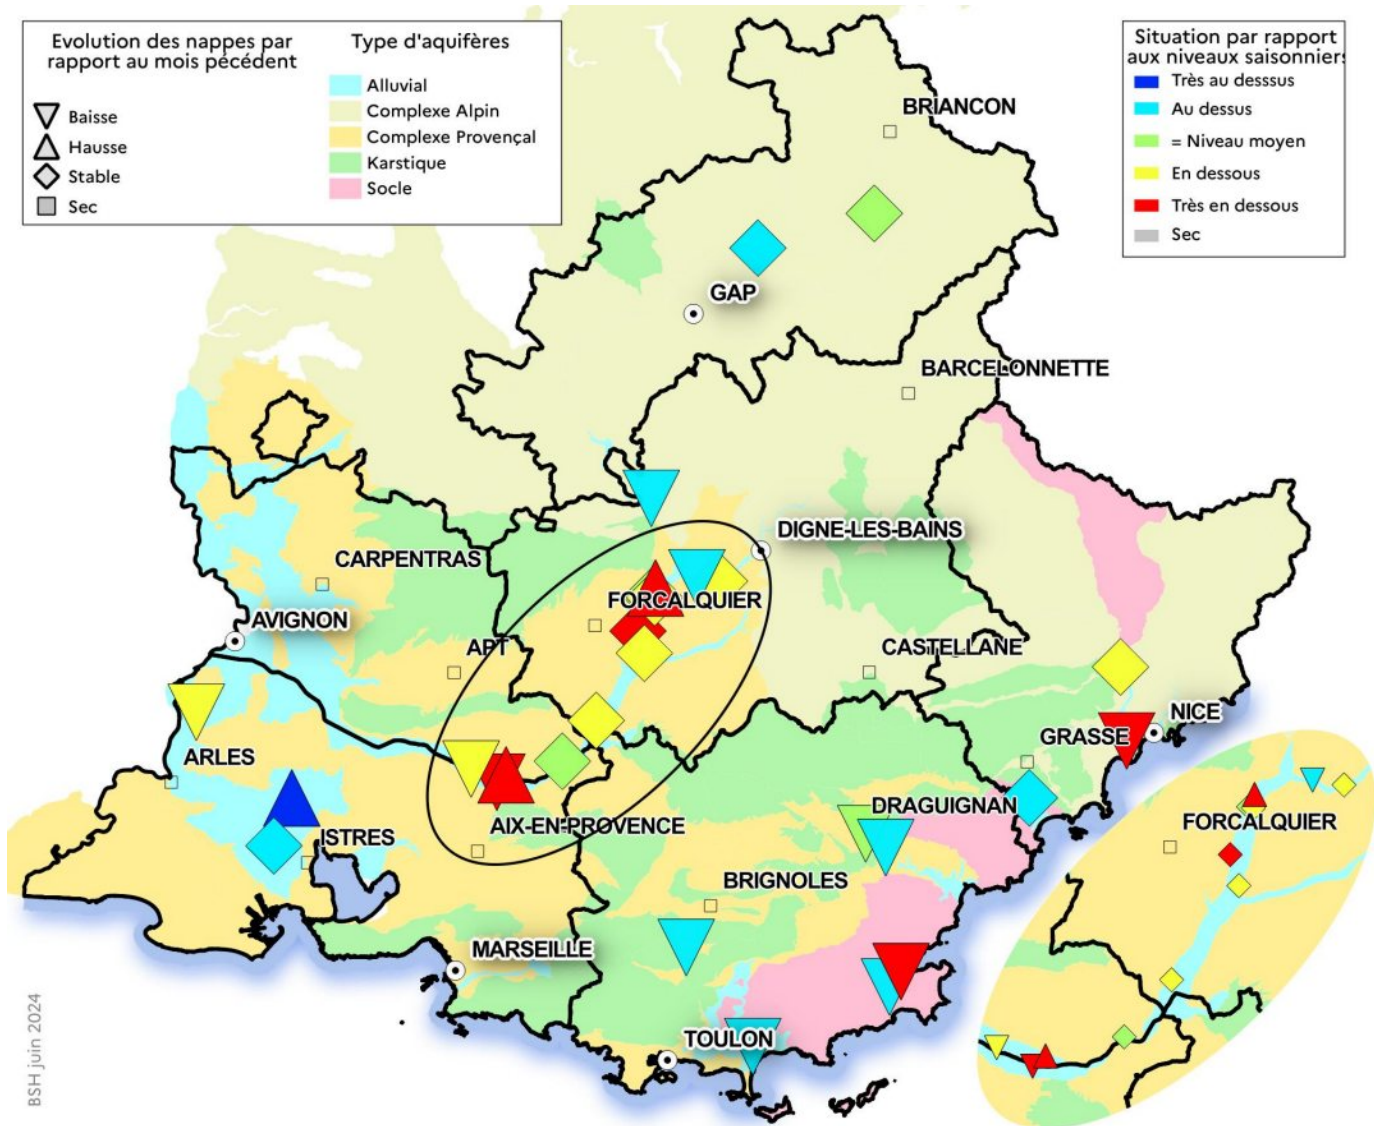 Evolution des nappes par
rapport au mois pécédent
Baisse
Hausse
Stable
Sec
Type d'aquifères
Alluvial
Complexe Alpin
Complexe Provençal
Karstique
Socle
Situation par rapport
aux niveaux saisonniers
Très au desssus
Au dessus
= Niveau moyen
En dessous
Très en dessous
Sec
BRIANCON
GAP
BARCELONNETTE
DIGNE-LES-BAINS
CARPENTRAS
FORCALQUIER
AVIGNON
APT
CASTELLANE
NICE
GRASSE
ARLES
DRAGUIGNAN
AIX-EN-PROVENCE
ISTRES
FORCALQUIER
BRIGNOLES
MARSEILLE
TOULON
BSH juin 2024